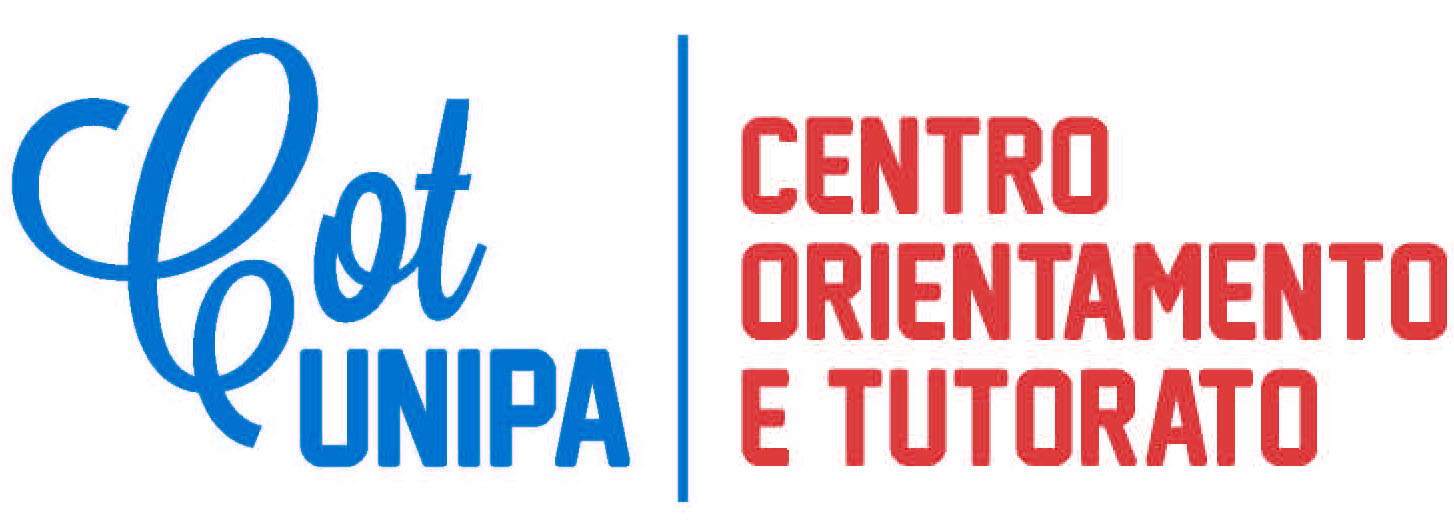 Cot
UNIPA
CENTRO
ORIENTAMENTO
E TUTORATO